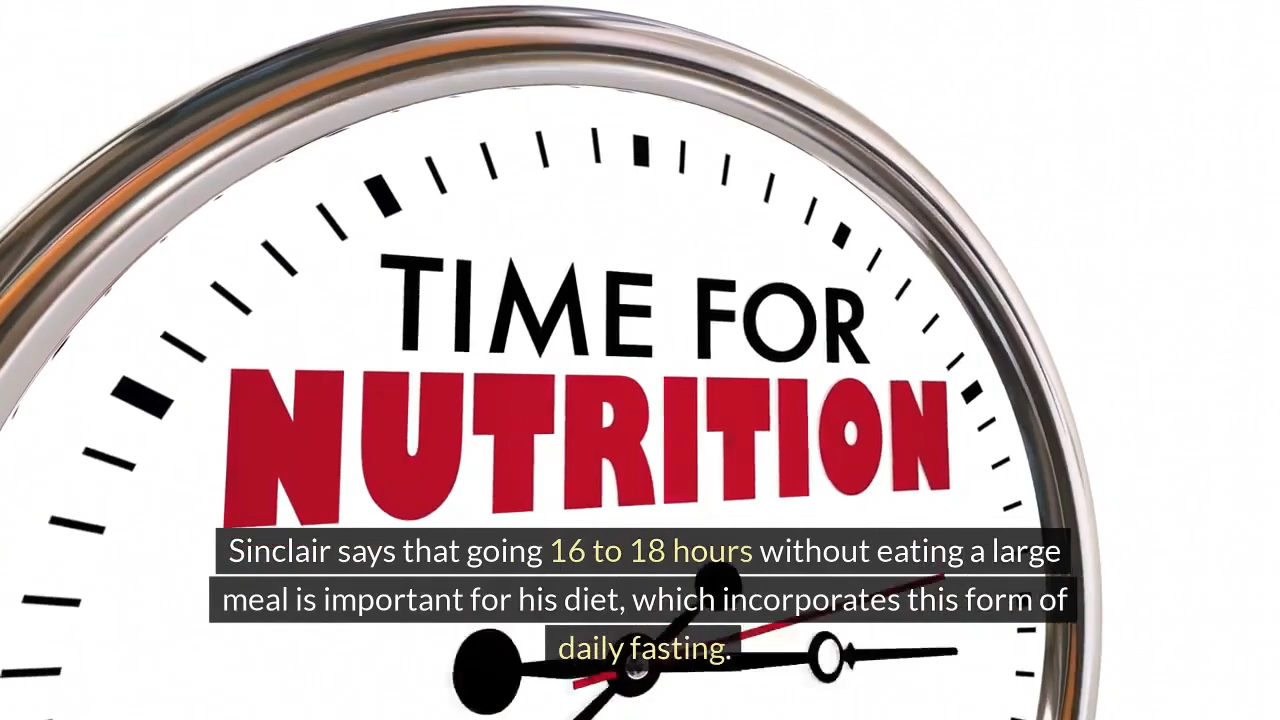 TIME FOR
NUTRITION
Sinclair says that going 16 to 18 hours without eating a large
meal is important for his diet, which incorporates this form of
daily fasting.